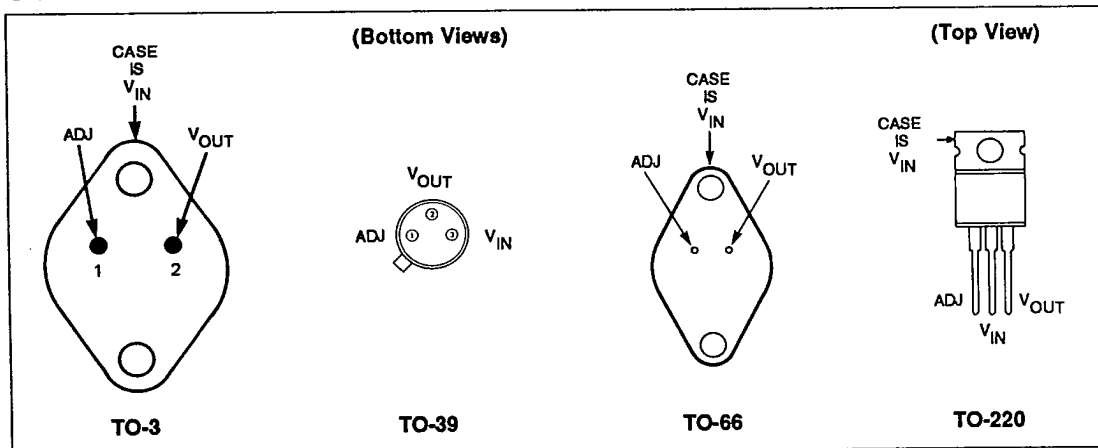 (Bottom Views)
(Top View)
CASE
IS
VIN
ADJ
VOUT
1
2
TO-3
VOUT
ADJ
VIN
1
2
3
TO-39
CASE
IS
VIN
ADJ
VOUT
TO-66
CASE
IS
VIN
ADJ
VIN
VOUT
TO-220